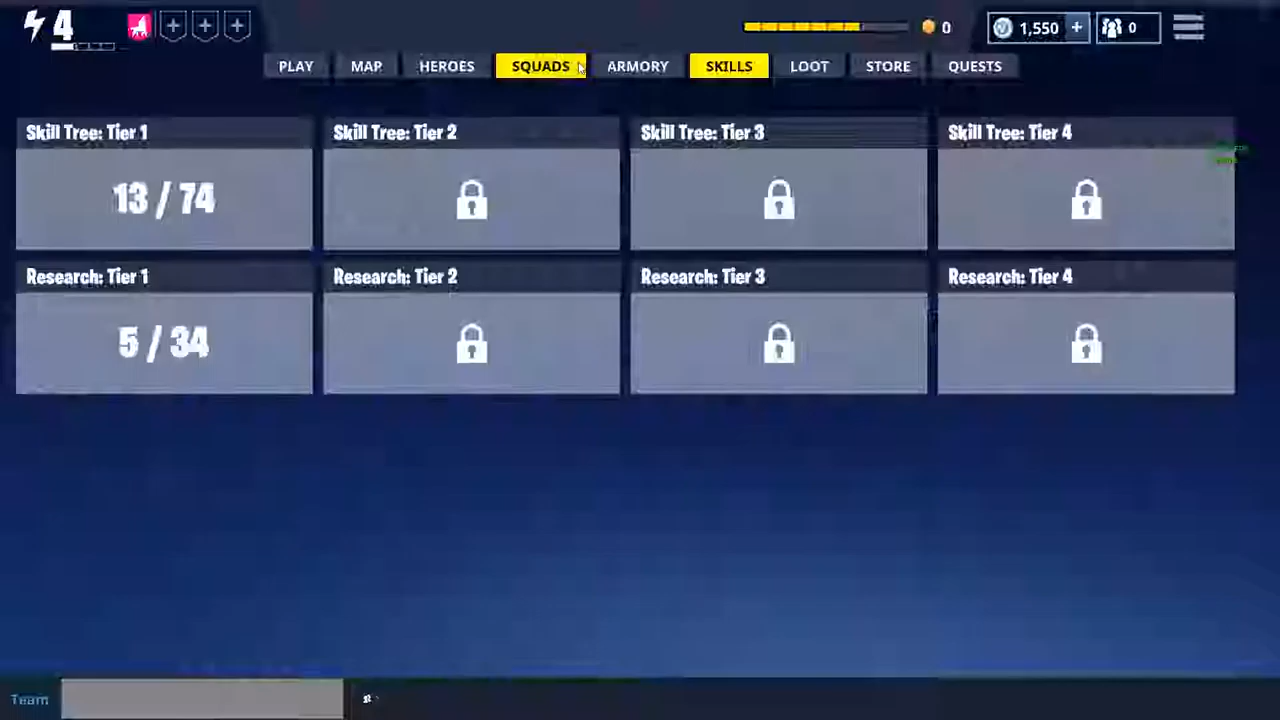 4
0
1,550 +
0
PLAY MAP HEROES SQUADS ARMORY SKILLS LOOT STORE QUESTS
Skill Tree: Tier 1 Skill Tree: Tier 2 Skill Tree: Tier 3 Skill Tree: Tier 4
13 / 74
Research: Tier 1 Research: Tier 2 Research: Tier 3 Research: Tier 4
5 / 34
Team